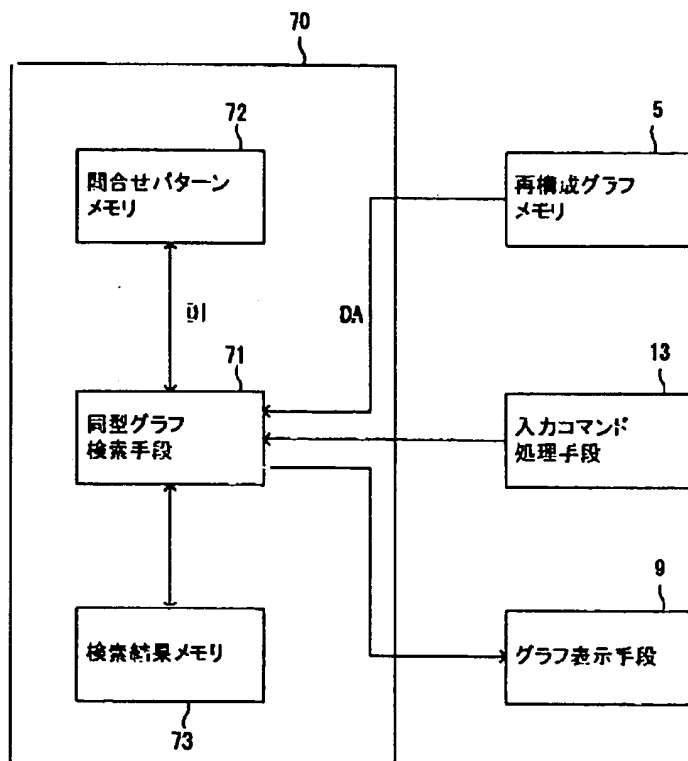 70
72
問合せパターン
メモリ
5
再構成グラフ
メモリ
DI
DA
71
同型グラフ
検索手段
13
入力コマンド
処理手段
検索結果メモリ
73
9
グラフ表示手段